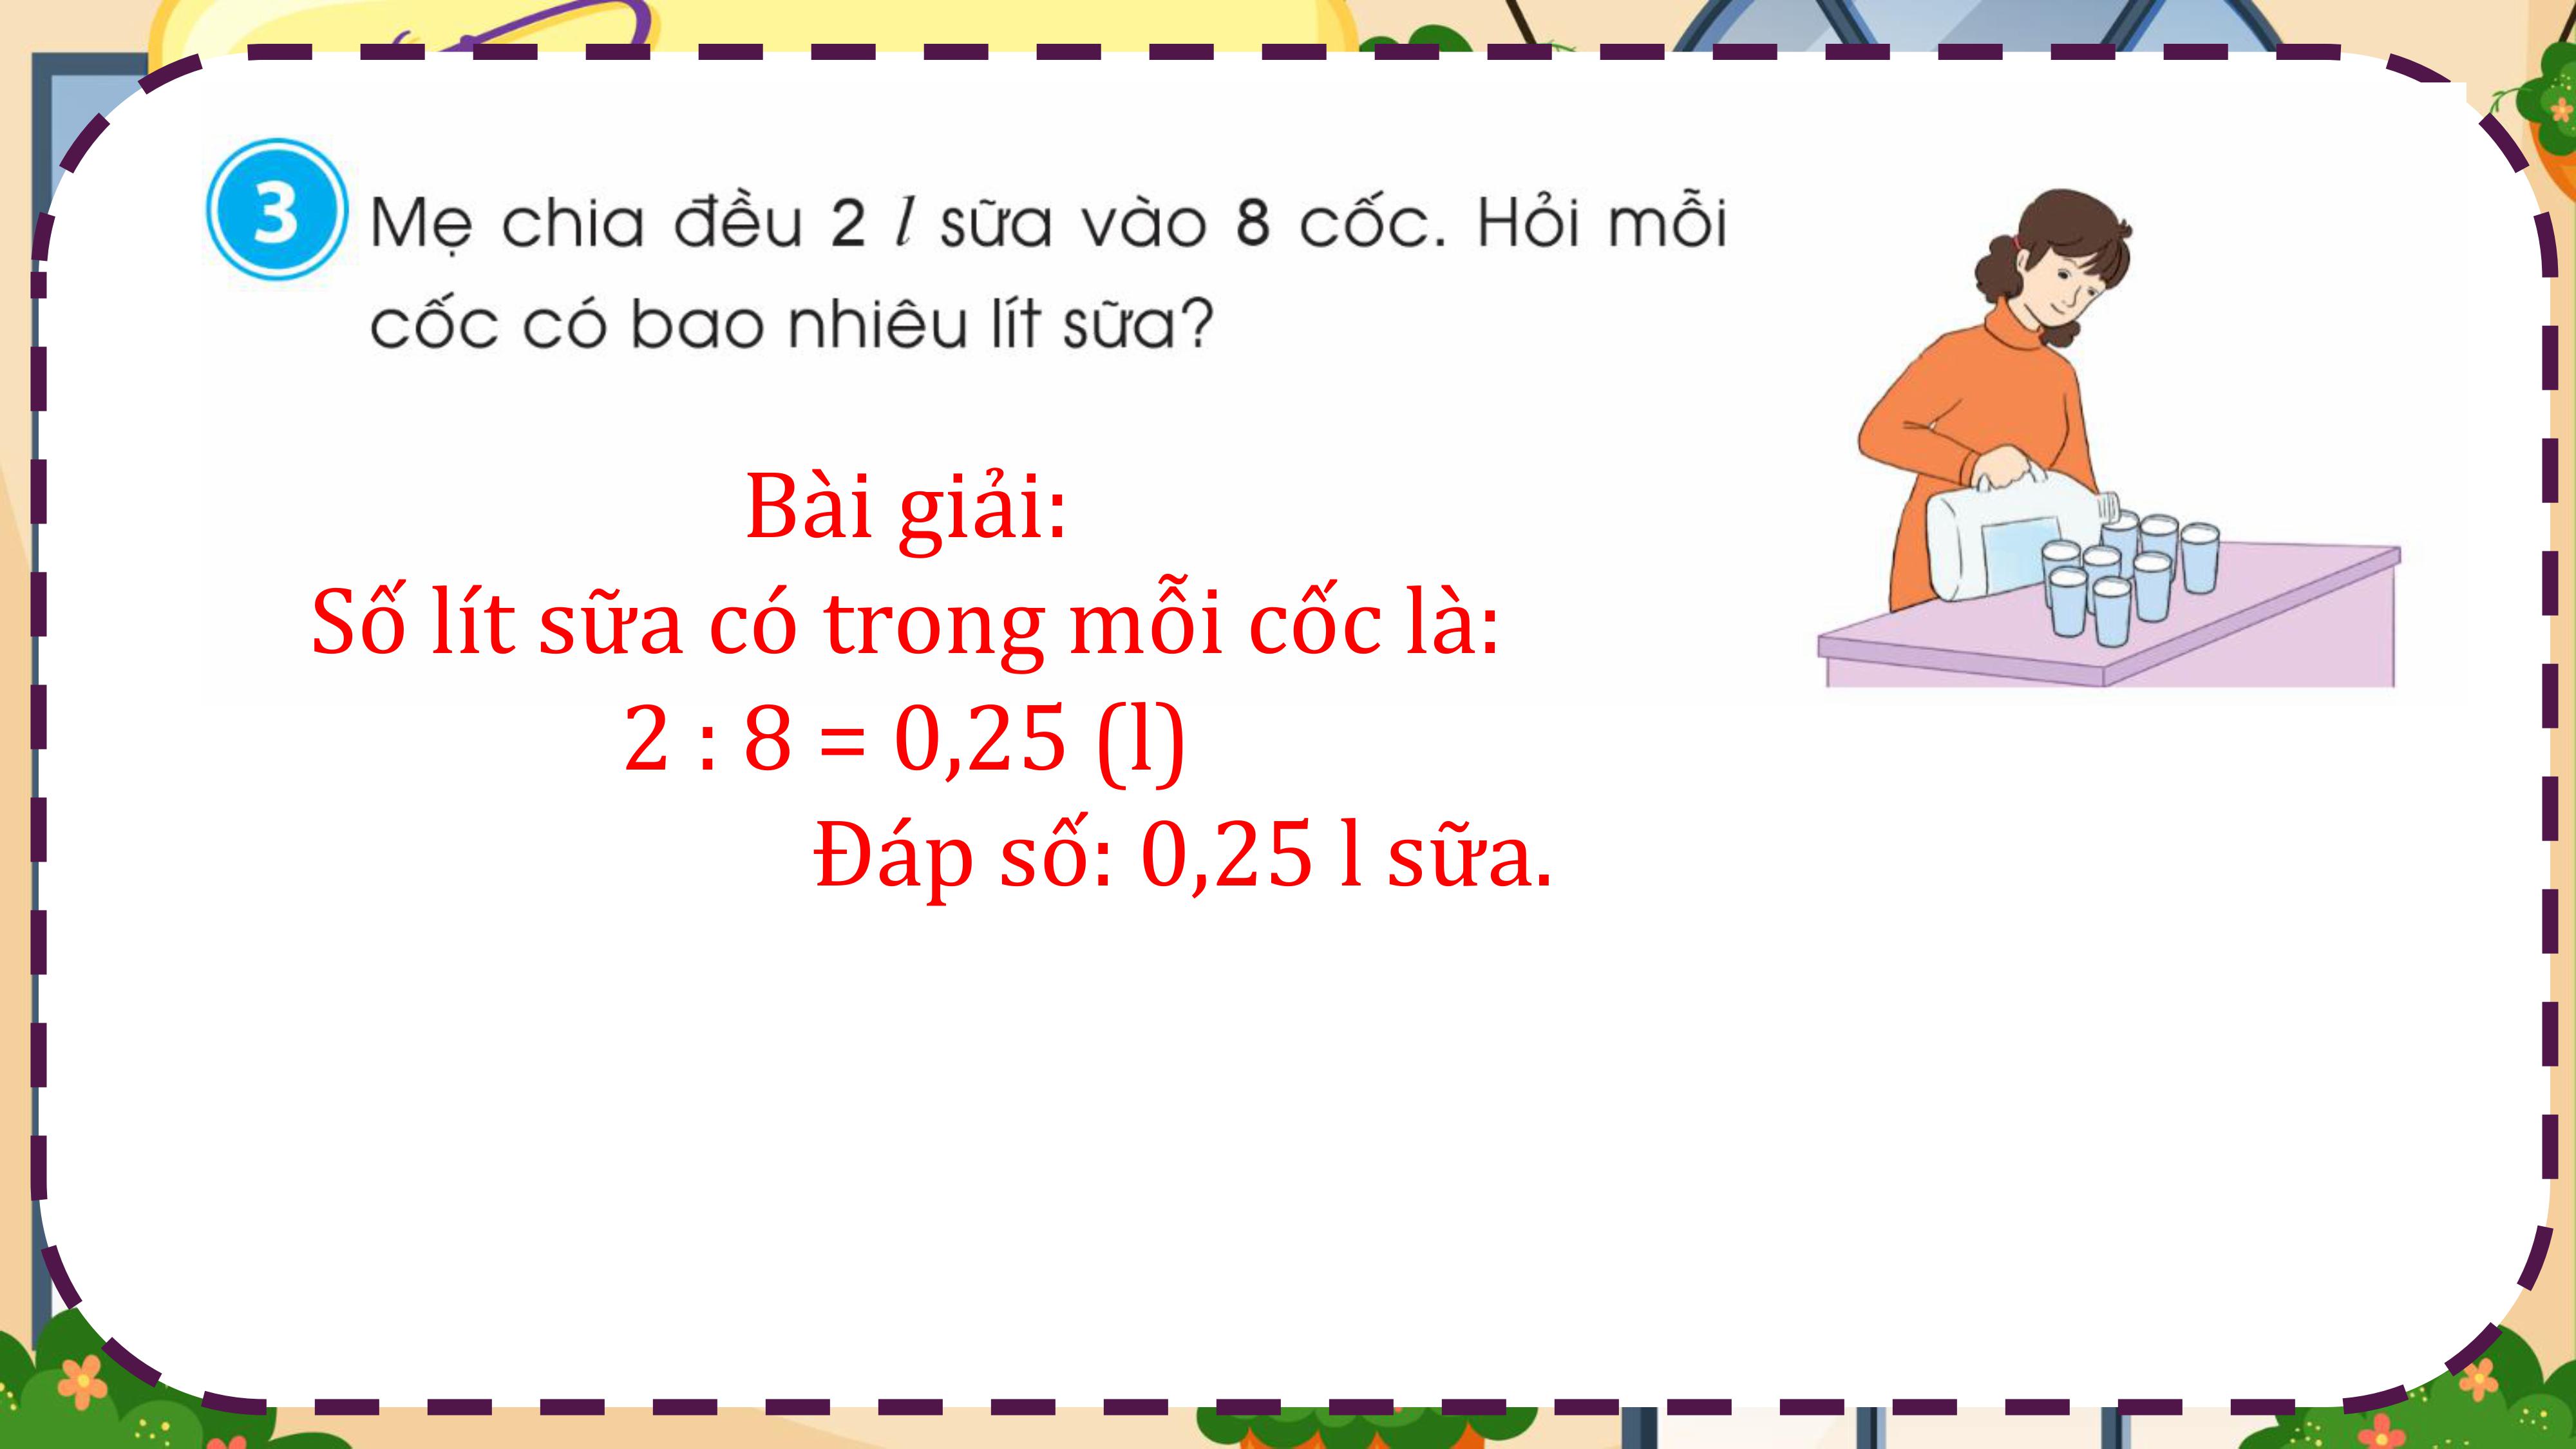 3
Mẹ chia đều 2 l sữa vào 8 cốc. Hỏi mỗi
cốc có bao nhiêu lít sữa?
Bài giải:
Số lít sữa có trong mỗi cốc là:
2 : 8 = 0,25 (l)
Đáp số: 0,25 l sữa.